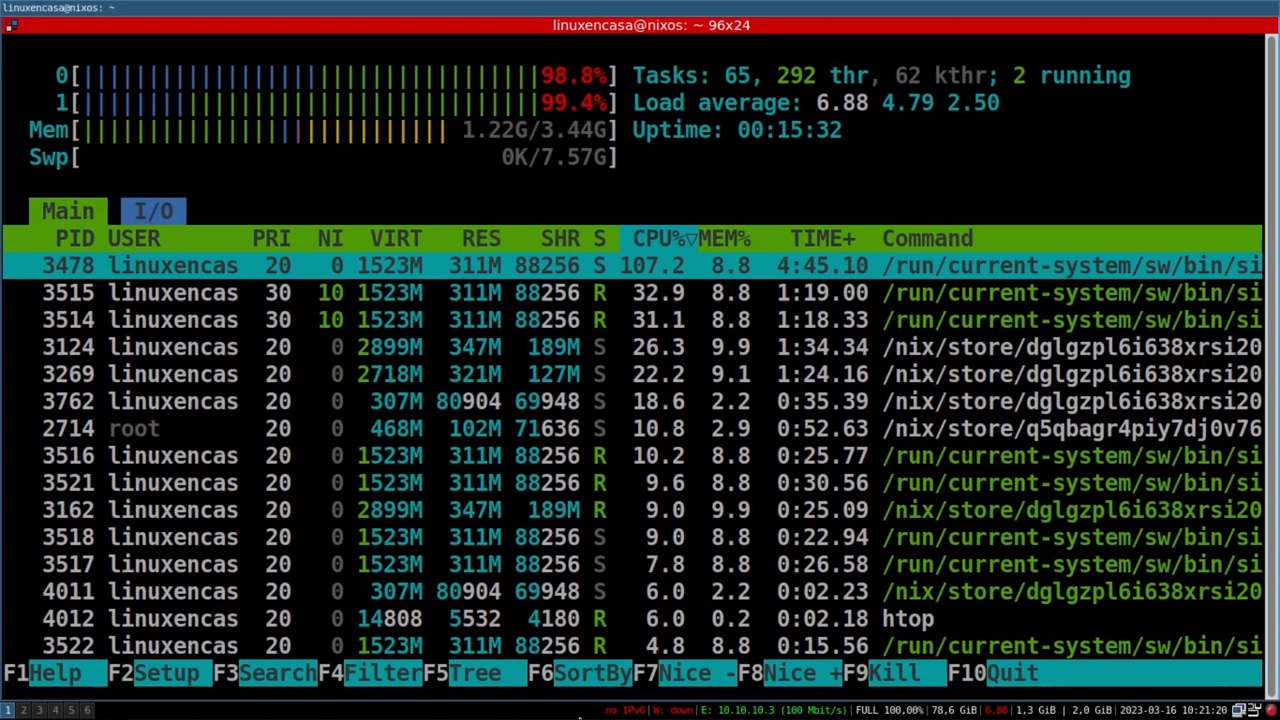 linuxencasa@nixos: ~
linuxencasa@nixos: ~ 96x24
0[ 98.8%] Tasks: 65, 292 thr, 62 kthr; 2 running
1[ 99.4%] Load average: 6.88 4.79 2.50
Mem[ 1.22G/3.44G] Uptime: 00:15:32
Swp[ 0K/7.57G]
Main I/O
PID USER PRI NI VIRT RES SHR S CPU%▽MEM% TIME+ Command
3478 linuxencas 20 0 1523M 311M 88256 S 107.2 8.8 4:45.10 /run/current-system/sw/bin/si
3515 linuxencas 30 10 1523M 311M 88256 R 32.9 8.8 1:19.00 /run/current-system/sw/bin/si
3514 linuxencas 30 10 1523M 311M 88256 R 31.1 8.8 1:18.33 /run/current-system/sw/bin/si
3124 linuxencas 20 0 2899M 347M 189M S 26.3 9.9 1:34.34 /nix/store/dglgzpl6i638xrsi20
3269 linuxencas 20 0 2718M 321M 127M S 22.2 9.1 1:24.16 /nix/store/dglgzpl6i638xrsi20
3762 linuxencas 20 0 307M 80904 69948 S 18.6 2.2 0:35.39 /nix/store/dglgzpl6i638xrsi20
2714 root 20 0 468M 102M 71636 S 10.8 2.9 0:52.63 /nix/store/q5qbagr4piy7dj0v76
3516 linuxencas 20 0 1523M 311M 88256 R 10.2 8.8 0:25.77 /run/current-system/sw/bin/si
3521 linuxencas 20 0 1523M 311M 88256 R 9.6 8.8 0:30.56 /run/current-system/sw/bin/si
3162 linuxencas 20 0 2899M 347M 189M R 9.0 9.9 0:25.09 /nix/store/dglgzpl6i638xrsi20
3518 linuxencas 20 0 1523M 311M 88256 R 9.0 8.8 0:22.94 /run/current-system/sw/bin/si
3517 linuxencas 20 0 1523M 311M 88256 R 7.8 8.8 0:26.58 /run/current-system/sw/bin/si
4011 linuxencas 20 0 307M 80904 69948 S 6.0 2.2 0:02.23 /nix/store/dglgzpl6i638xrsi20
4012 linuxencas 20 0 14808 5532 4180 R 6.0 0.2 0:02.18 htop
3522 linuxencas 20 0 1523M 311M 88256 R 4.8 8.8 0:15.56 /run/current-system/sw/bin/si
F1Help F2Setup F3SearchF4FilterF5Tree F6SortByF7Nice -F8Nice +F9Kill F10Quit
1 2 3 4 5 6 no IPv6|W: down|E: 10.10.10.3 (100 Mbit/s)|FULL 100,00%|78,6 GiB|6.88|1,3 GiB | 2,0 GiB|2023-03-16 10:21:20